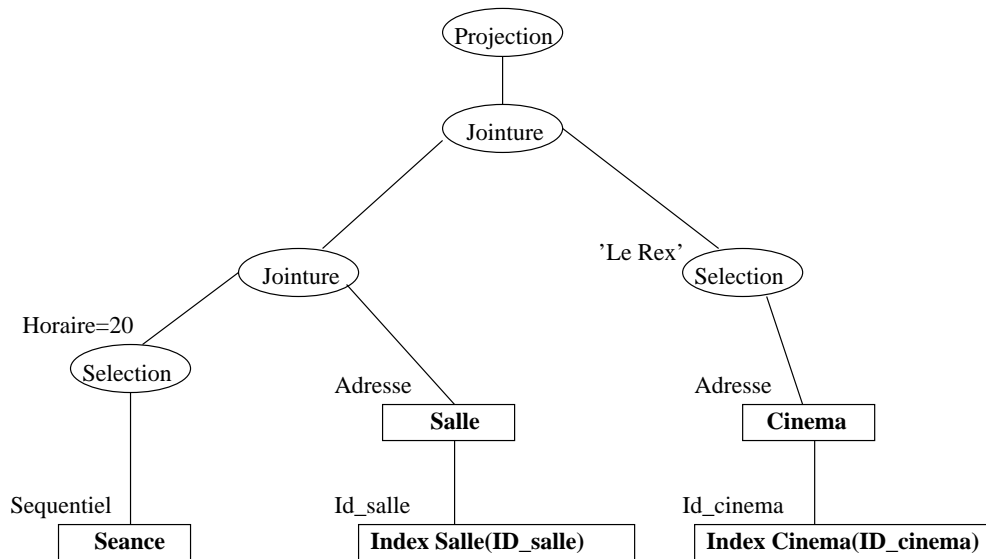 Projection
Jointure
'Le Rex'
Jointure
Selection
Horaire=20
Selection
Adresse
Adresse
Salle
Cinema
Sequentiel
Id_salle
Id_cinema
Seance
Index Salle(ID_salle)
Index Cinema(ID_cinema)